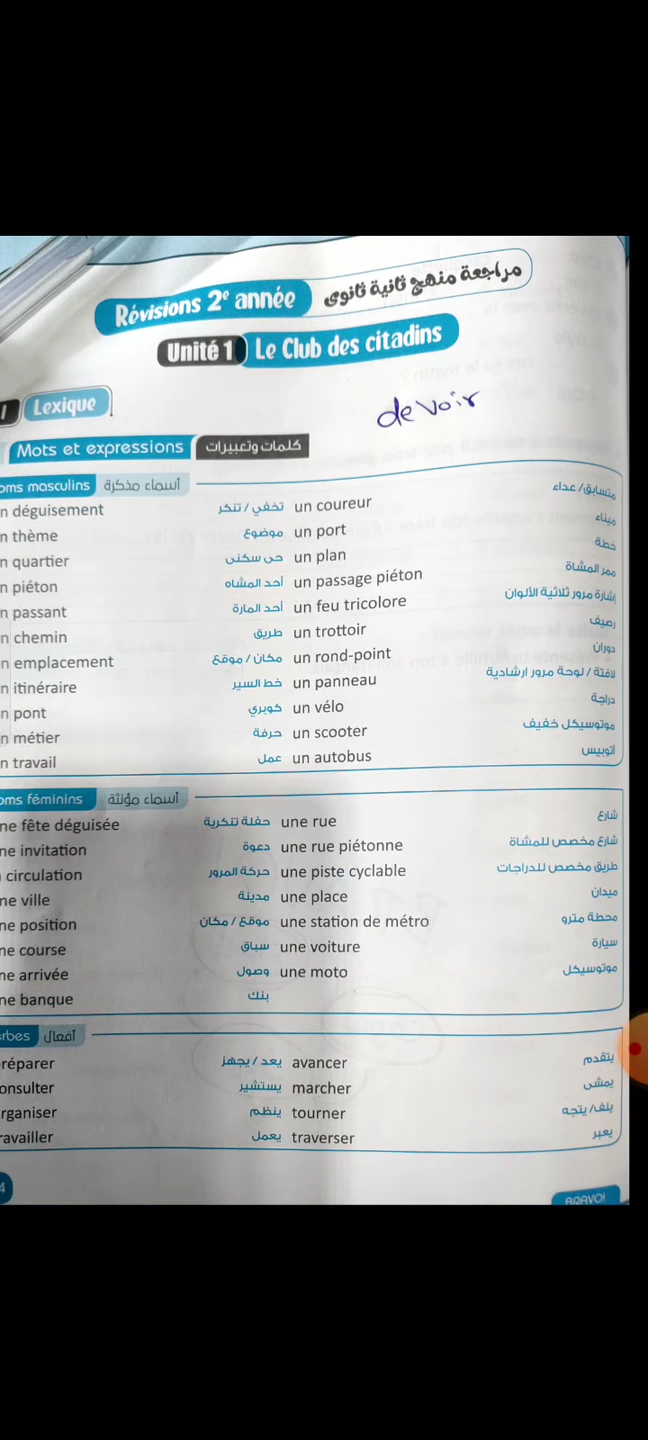 Révisions 2e année مراجعة منهج ثانية ثانوى
Unité 1 Le Club des citadins
I Lexique
devoir
Mots et expressions كلمات وتعبيرات
oms masculins أسماء مذكرة
n déguisement تخفي / تنكر un coureur متسابق/ عداء
n thème موضوع un port ميناء
n quartier حى سكنى un plan خطة
n piéton أحد المشاه un passage piéton ممر المشاة
n passant أحد المارة un feu tricolore إشارة مرور ثلاثية الألوان
n chemin طريق un trottoir رصيف
n emplacement مكان / موقع un rond-point دوران
n itinéraire خط السير un panneau لافتة / لوحة مرور ارشادية
n pont كوبري un vélo دراجة
n métier حرفة un scooter موتوسيكل خفيف
n travail عمل un autobus أتوبيس
oms féminins أسماء مؤنثة
ne fête déguisée حفلة تنكرية une rue شارع
ne invitation دعوة une rue piétonne شارع مخصص للمشاة
circulation حركة المرور une piste cyclable طريق مخصص للدراجات
ne ville مدينة une place ميدان
ne position موقع / مكان une station de métro محطة مترو
ne course سباق une voiture سيارة
ne arrivée وصول une moto موتوسيكل
ne banque بنك
rbes أفعال
réparer يعد / يجهز avancer يتقدم
onsulter يستشير marcher يمشى
rganiser ينظم tourner يلف/ يتجه
ravailler يعمل traverser يعبر
4
BRAVO!